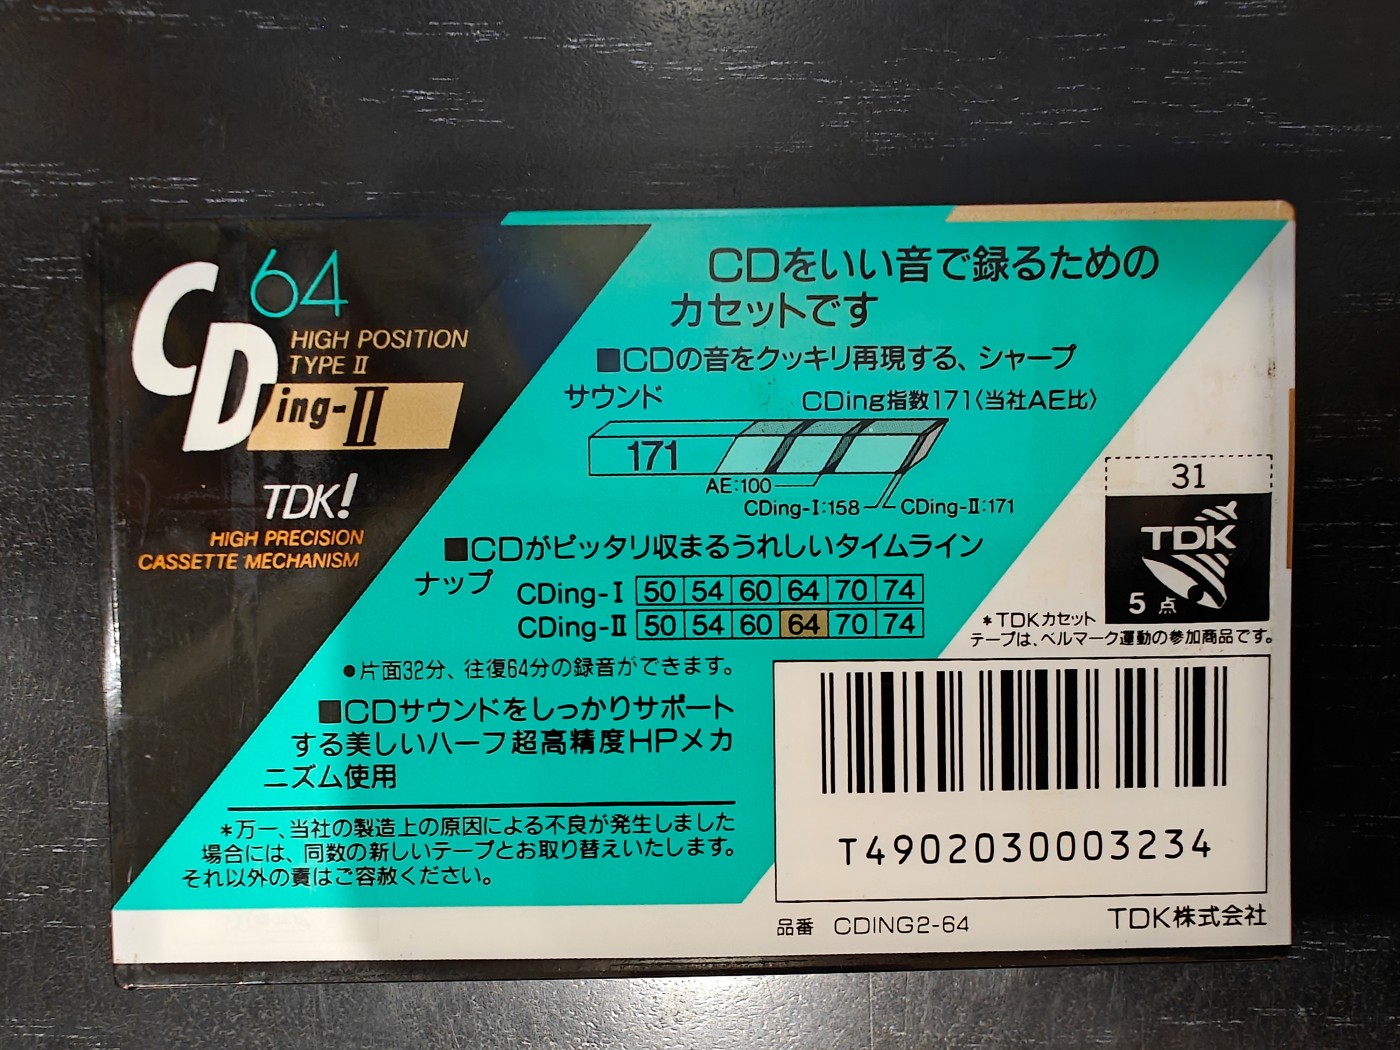 64
CDing-II
HIGH POSITION
TYPE II
TDK!
HIGH PRECISION
CASSETTE MECHANISM
CDをいい音で録るための
カセットです
■CDの音をクッキリ再現する、シャープ
サウンド
CDing指数171〈当社AE比〉
171
AE:100
CDing-I:158
CDing-II:171
■CDがピッタリ収まるうれしいタイムライン
ナップ
CDing-I 50 54 60 64 70 74
CDing-II 50 54 60 64 70 74
●片面32分、往復64分の録音ができます。
■CDサウンドをしっかりサポート
する美しいハーフ超高精度HPメカ
ニズム使用
*万一、当社の製造上の原因による不良が発生しました
場合には、同数の新しいテープとお取り替えいたします。
それ以外の責はご容赦ください。
31
TDK
5点
*TDKカセット
テープは、ベルマーク運動の参加商品です。
T4902030003234
品番 CDING2-64
TDK株式会社